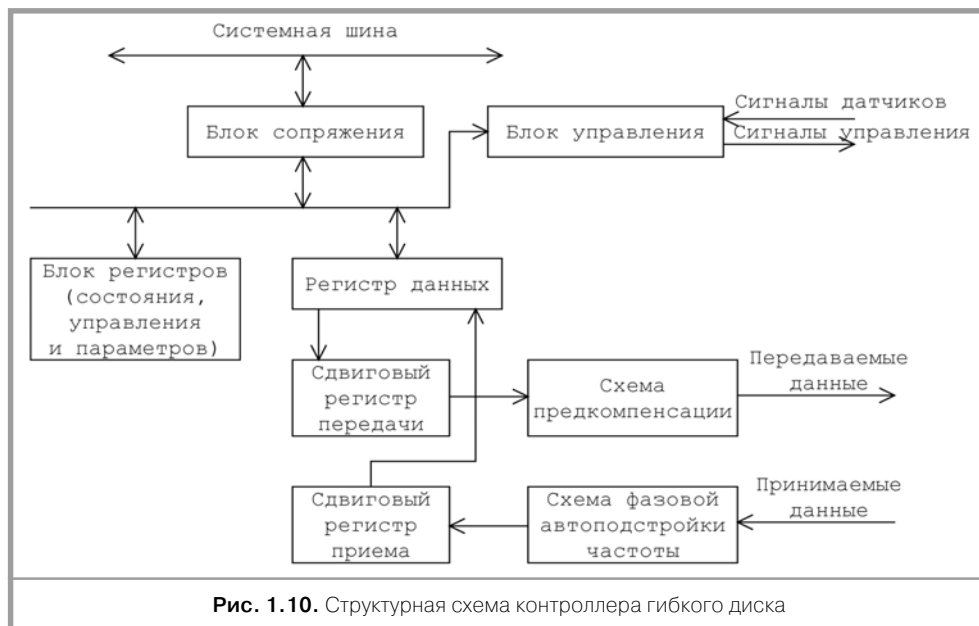 Системная шина
Блок сопряжения
Блок управления
Сигналы датчиков
Сигналы управления
Блок регистров
(состояния,
управления
и параметров)
Регистр данных
Сдвиговый
регистр
передачи
Схема
предкомпенсации
Передаваемые
данные
Сдвиговый
регистр
приема
Схема фазовой
автоподстройки
частоты
Принимаемые
данные
Рис. 1.10. Структурная схема контроллера гибкого диска